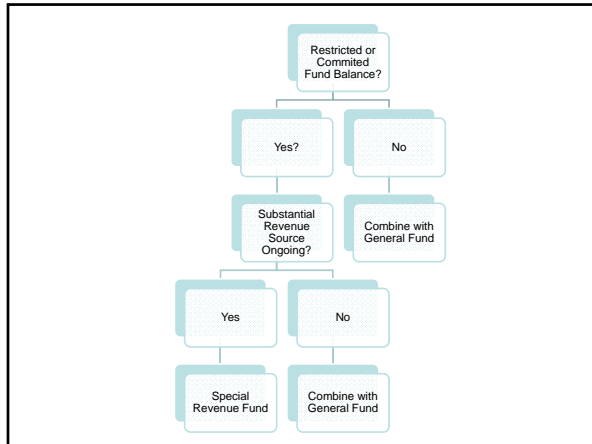 Restricted or
Commited
Fund Balance?
Yes?
No
Substantial
Revenue
Source
Ongoing?
Combine with
General Fund
Yes
No
Special
Revenue Fund
Combine with
General Fund